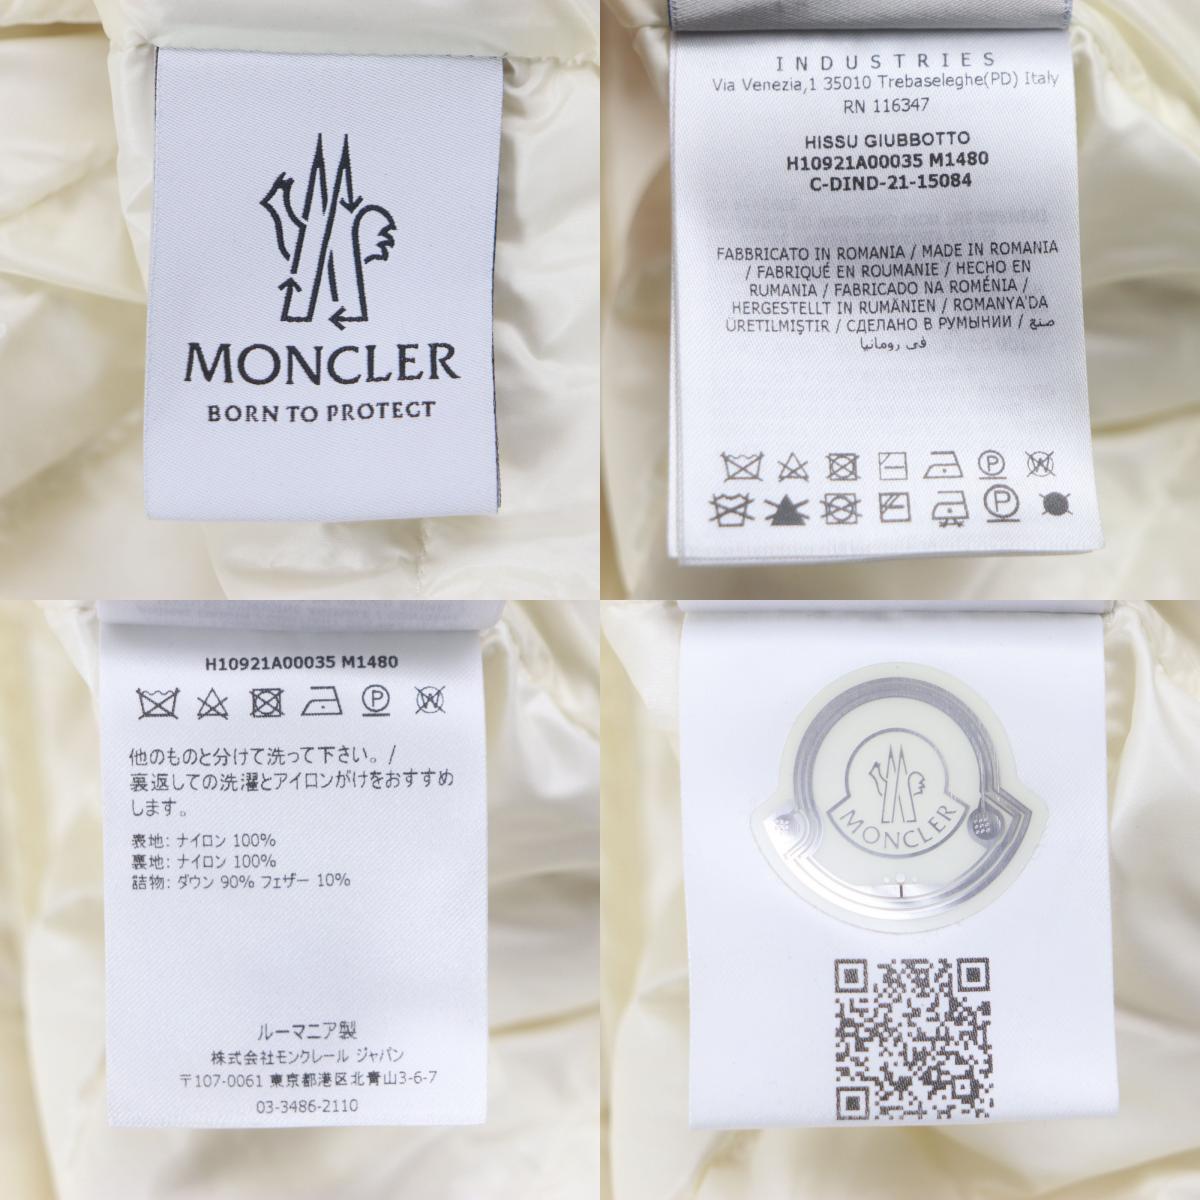 MONCLER
BORN TO PROTECT
INDUSTRIES
Via Venezia,1 35010 Trebaseleghe(PD) Italy
RN 116347
HISSU GIUBBOTTO
H10921A00035 M1480
C-DIND-21-15084
FABBRICATO IN ROMANIA / MADE IN ROMANIA
/ FABRIQUÉ EN ROUMANIE / HECHO EN
RUMANIA / FABRICADO NA ROMÉNIA /
HERGESTELLT IN RUMÄNIEN / ROMANYA'DA
ÜRETILMIŞTIR / СДЕЛАНО В РУМЫНИИ / صنع
في رومانيا
P W
P
H10921A00035 M1480
P W
他のものと分けて洗って下さい。/
裏返しての洗濯とアイロンがけをおすすめ
します。
表地: ナイロン 100%
裏地: ナイロン 100%
詰物: ダウン 90% フェザー 10%
ルーマニア製
株式会社モンクレール ジャパン
〒107-0061 東京都港区北青山3-6-7
03-3486-2110
MONCLER